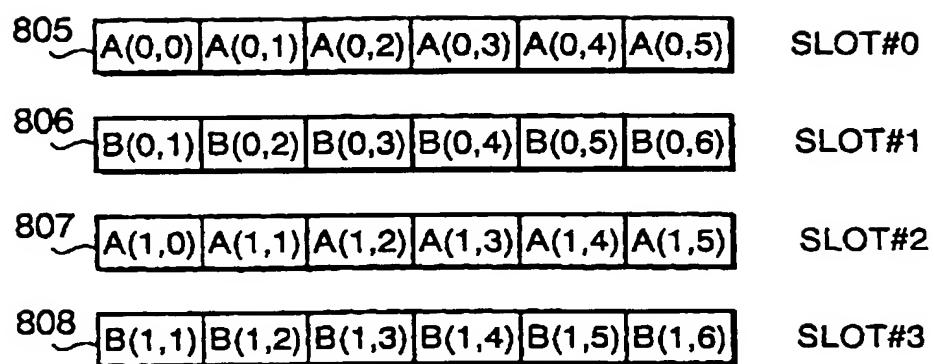 805 A(0,0) A(0,1) A(0,2) A(0,3) A(0,4) A(0,5) SLOT#0
806 B(0,1) B(0,2) B(0,3) B(0,4) B(0,5) B(0,6) SLOT#1
807 A(1,0) A(1,1) A(1,2) A(1,3) A(1,4) A(1,5) SLOT#2
808 B(1,1) B(1,2) B(1,3) B(1,4) B(1,5) B(1,6) SLOT#3